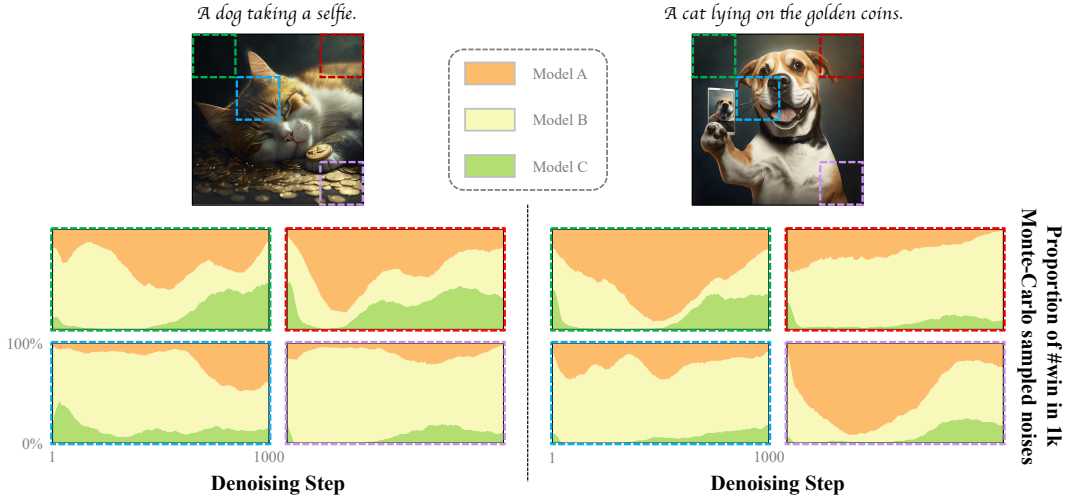 A dog taking a selfie.
A cat lying on the golden coins.
Model A
Model B
Model C
100%
0%
1
1000
Denoising Step
1
1000
Denoising Step
Proportion of #win in 1k
Monte-Carlo sampled noises